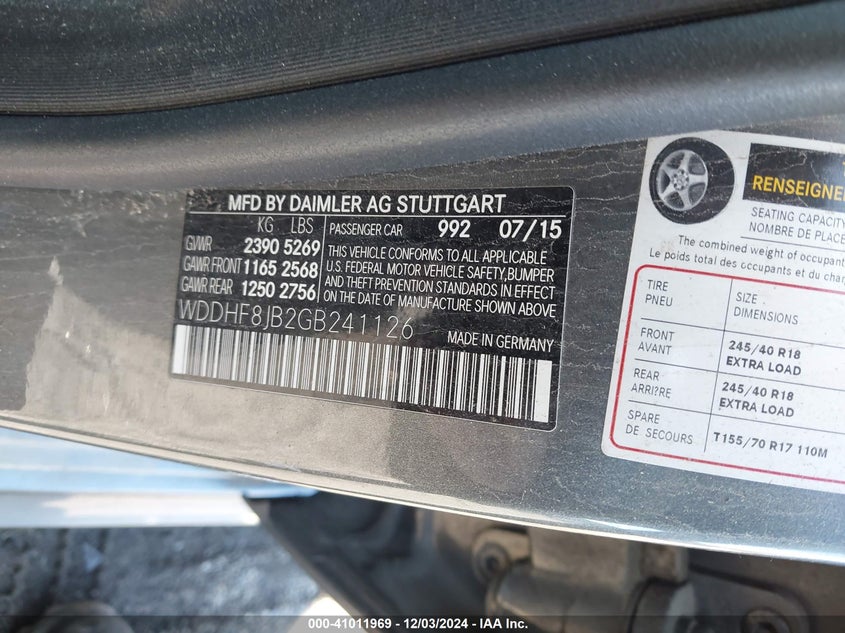 MFD BY DAIMLER AG STUTTGART
KG LBS
GVWR 2390 5269
GAWR FRONT 1165 2568
GAWR REAR 1250 2756
PASSENGER CAR 992 07/15
THIS VEHICLE CONFORMS TO ALL APPLICABLE
U.S. FEDERAL MOTOR VEHICLE SAFETY, BUMPER
AND THEFT PREVENTION STANDARDS IN EFFECT
ON THE DATE OF MANUFACTURE SHOWN ABOVE.
WDDHF8JB2GB241126
MADE IN GERMANY
RENSEIGNE
SEATING CAPACITY
NOMBRE DE PLACE
The combined weight of occupant
Le poids total des occupants et du char
TIRE
PNEU
SIZE
DIMENSIONS
FRONT
AVANT
245/40 R18
EXTRA LOAD
REAR
ARRI?RE
245/40 R18
EXTRA LOAD
SPARE
DE SECOURS
T155/70 R17 110M
000-41011969 - 12/03/2024 - IAA Inc.